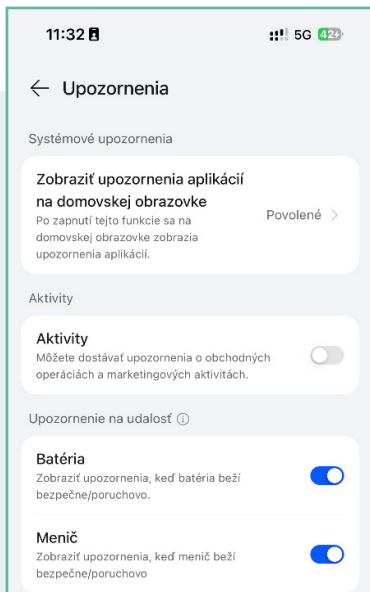 11:32
5G 42
Upozornenia
Systémové upozornenia
Zobraziť upozornenia aplikácií
na domovskej obrazovke
Po zapnutí tejto funkcie sa na
domovskej obrazovke zobrazia
upozornenia aplikácií.
Povolené
Aktivity
Aktivity
Môžete dostávať upozornenia o obchodných
operáciách a marketingových aktivitách.
Upozornenie na udalosť
Batéria
Zobraziť upozornenia, keď batéria beží
bezpečne/poruchovo.
Menič
Zobraziť upozornenia, keď menič beží
bezpečne/poruchovo